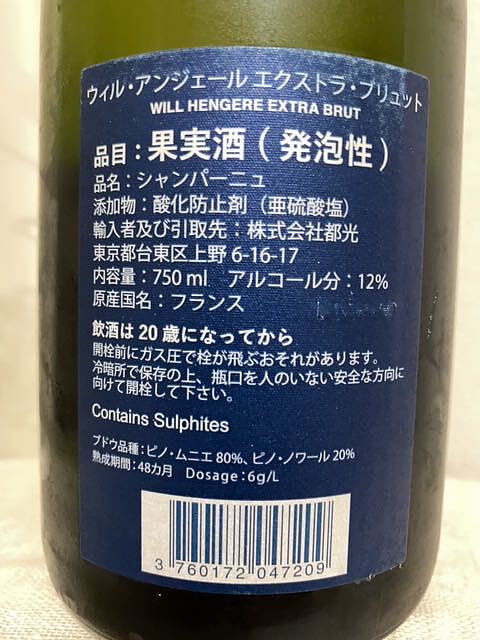 ウィル・アンジェール エクストラ・ブリュット
WILL HENGERE EXTRA BRUT
品目：果実酒（発泡性）
品名：シャンパーニュ
添加物：酸化防止剤（亜硫酸塩）
輸入者及び引取先：株式会社都光
東京都台東区上野 6-16-17
内容量：750 ml　アルコール分：12%
原産国名：フランス
飲酒は 20 歳になってから
開栓前にガス圧で栓が飛ぶおそれがあります。
冷暗所で保存の上、瓶口を人のいない安全な方向に
向けて開栓して下さい。
Contains Sulphites
ブドウ品種：ピノ・ムニエ 80%、ピノ・ノワール 20%
熟成期間：48カ月　Dosage：6g/L
3 760172 047209